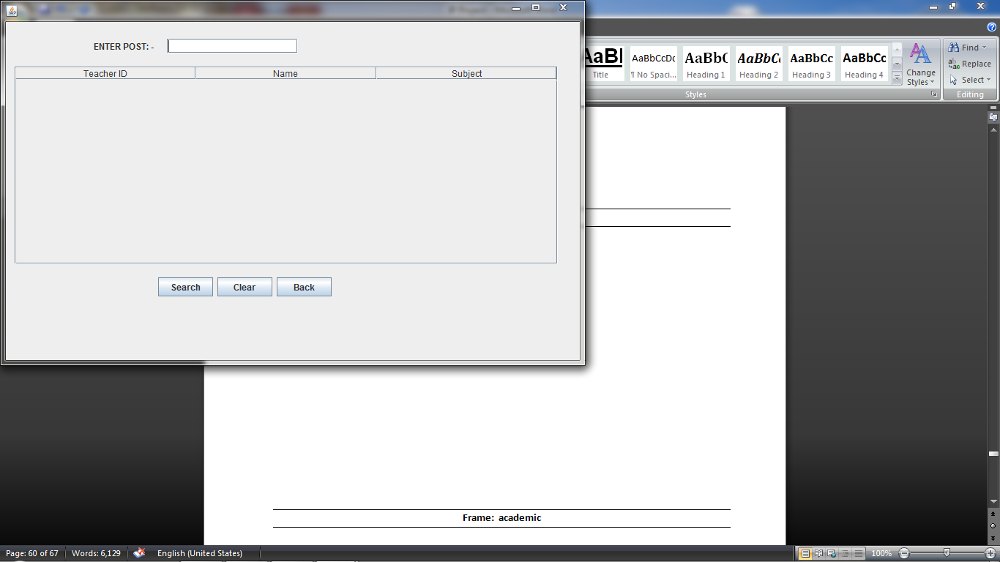 ENTER POST: -
Teacher ID Name Subject
Search Clear Back
AaBbCcDc AaBbC AaBbCc AaBbCc AaBbCc
Title ¶ No Spaci... Heading 1 Heading 2 Heading 3 Heading 4
Change Styles
Find
Replace
Select
Styles
Editing
Frame: academic
Page: 60 of 67 Words: 6,129 English (United States) 100%